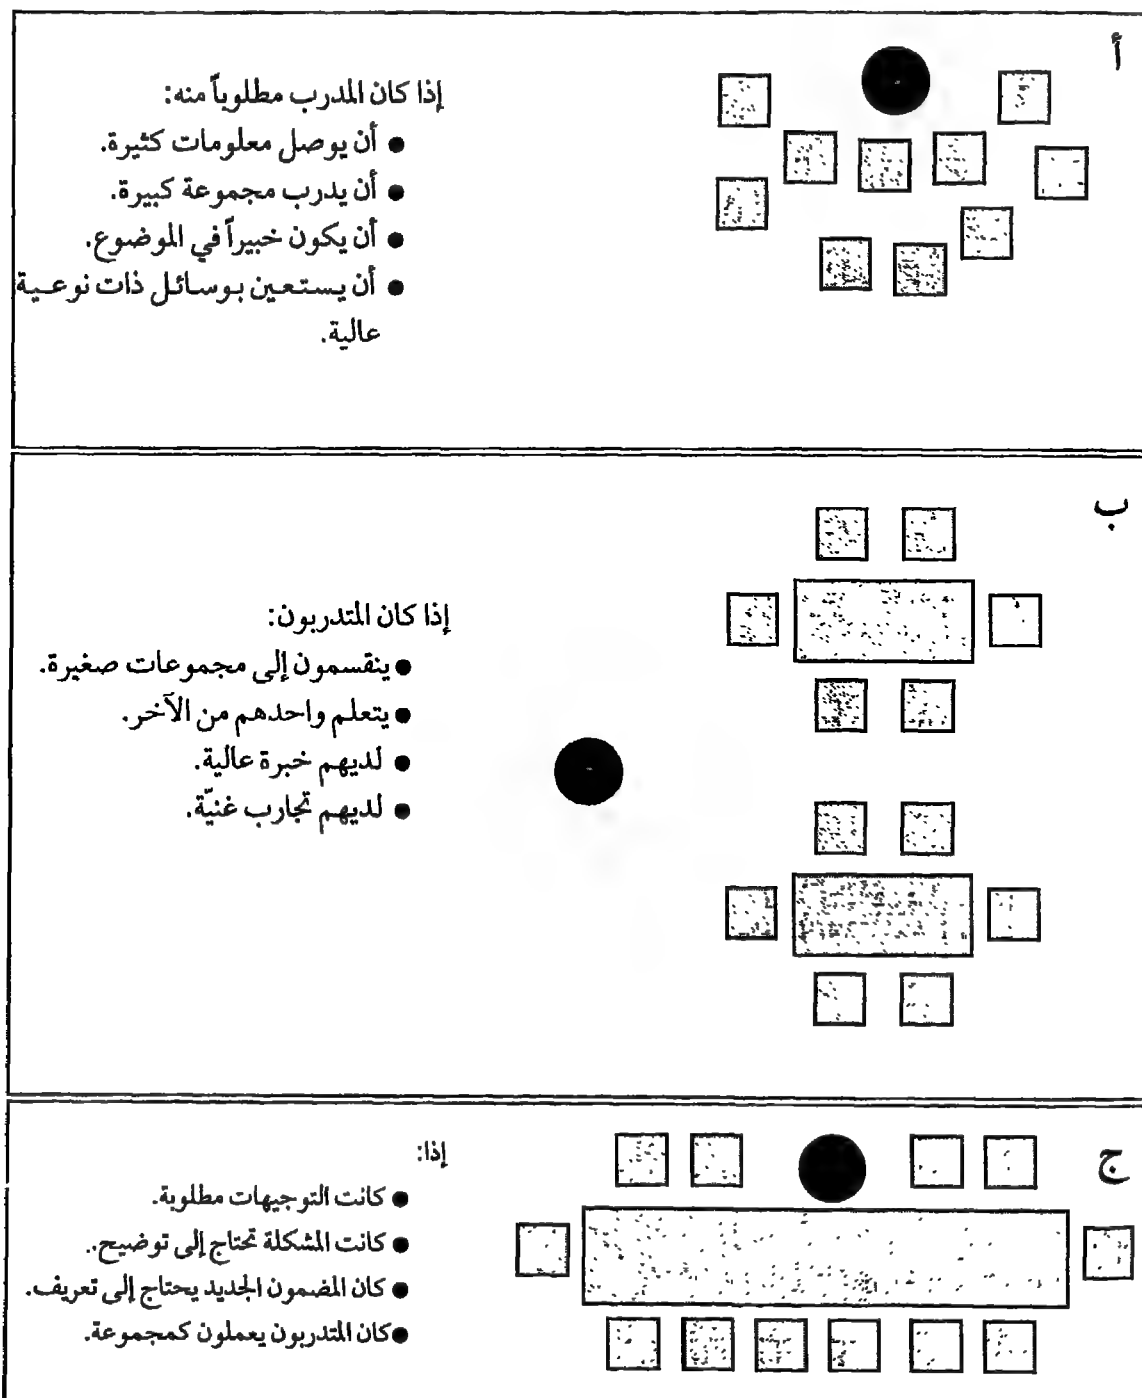 أ
إذا كان المدرب مطلوباً منه:
● أن يوصل معلومات كثيرة.
● أن يدرب مجموعة كبيرة.
● أن يكون خبيراً في الموضوع.
● أن يستعين بوسائل ذات نوعية
عالية.
ب
إذا كان المتدربون:
● ينقسمون إلى مجموعات صغيرة.
● يتعلم واحدهم من الآخر.
● لديهم خبرة عالية.
● لديهم تجارب غنيّة.
ج
إذا:
● كانت التوجيهات مطلوبة.
● كانت المشكلة تحتاج إلى توضيح.
● كان المضمون الجديد يحتاج إلى تعريف.
● كان المتدربون يعملون كمجموعة.